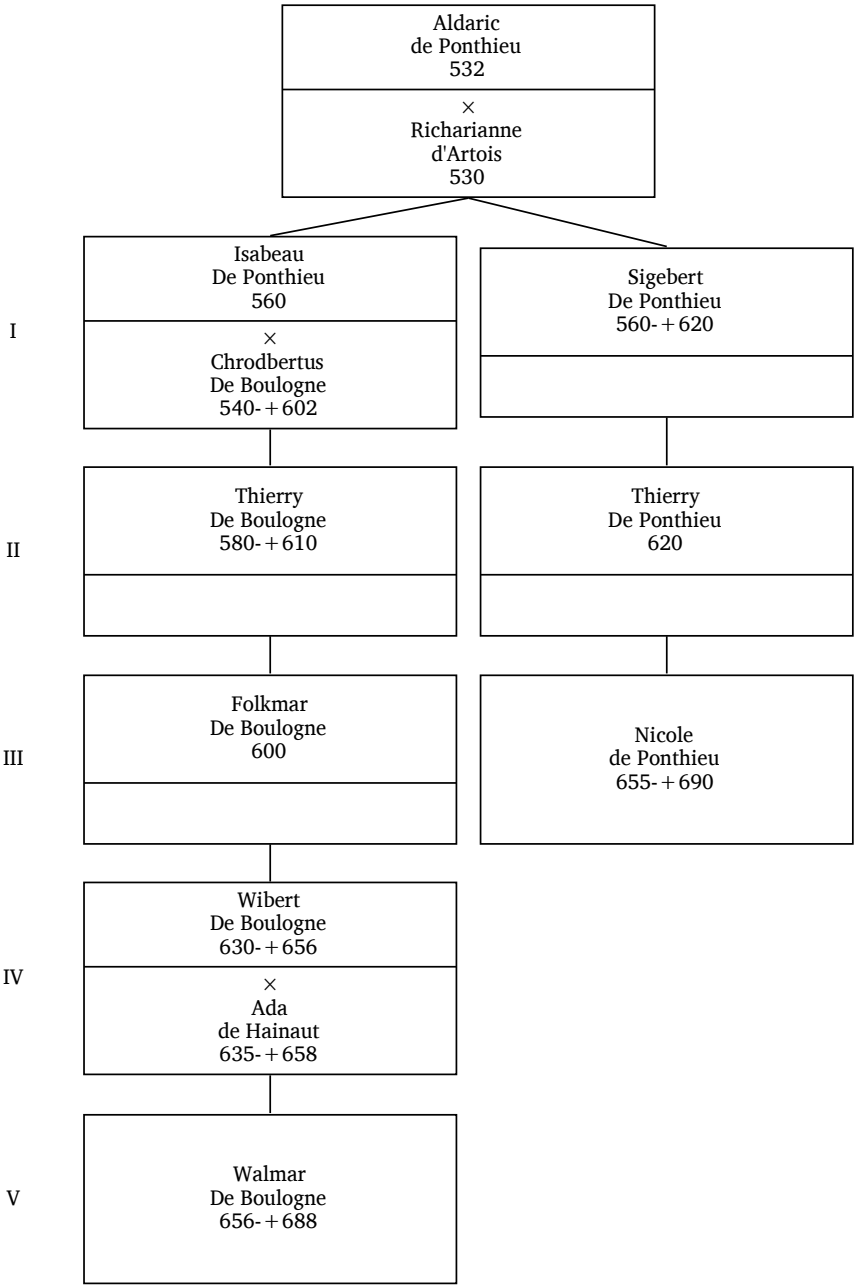 Aldaric
de Ponthieu
532
×
Richarianne
d'Artois
530
I
Isabeau
De Ponthieu
560
×
Chrodbertus
De Boulogne
540-+602
Sigebert
De Ponthieu
560-+620
II
Thierry
De Boulogne
580-+610
Thierry
De Ponthieu
620
III
Folkmar
De Boulogne
600
Nicole
de Ponthieu
655-+690
IV
Wibert
De Boulogne
630-+656
×
Ada
de Hainaut
635-+658
V
Walmar
De Boulogne
656-+688